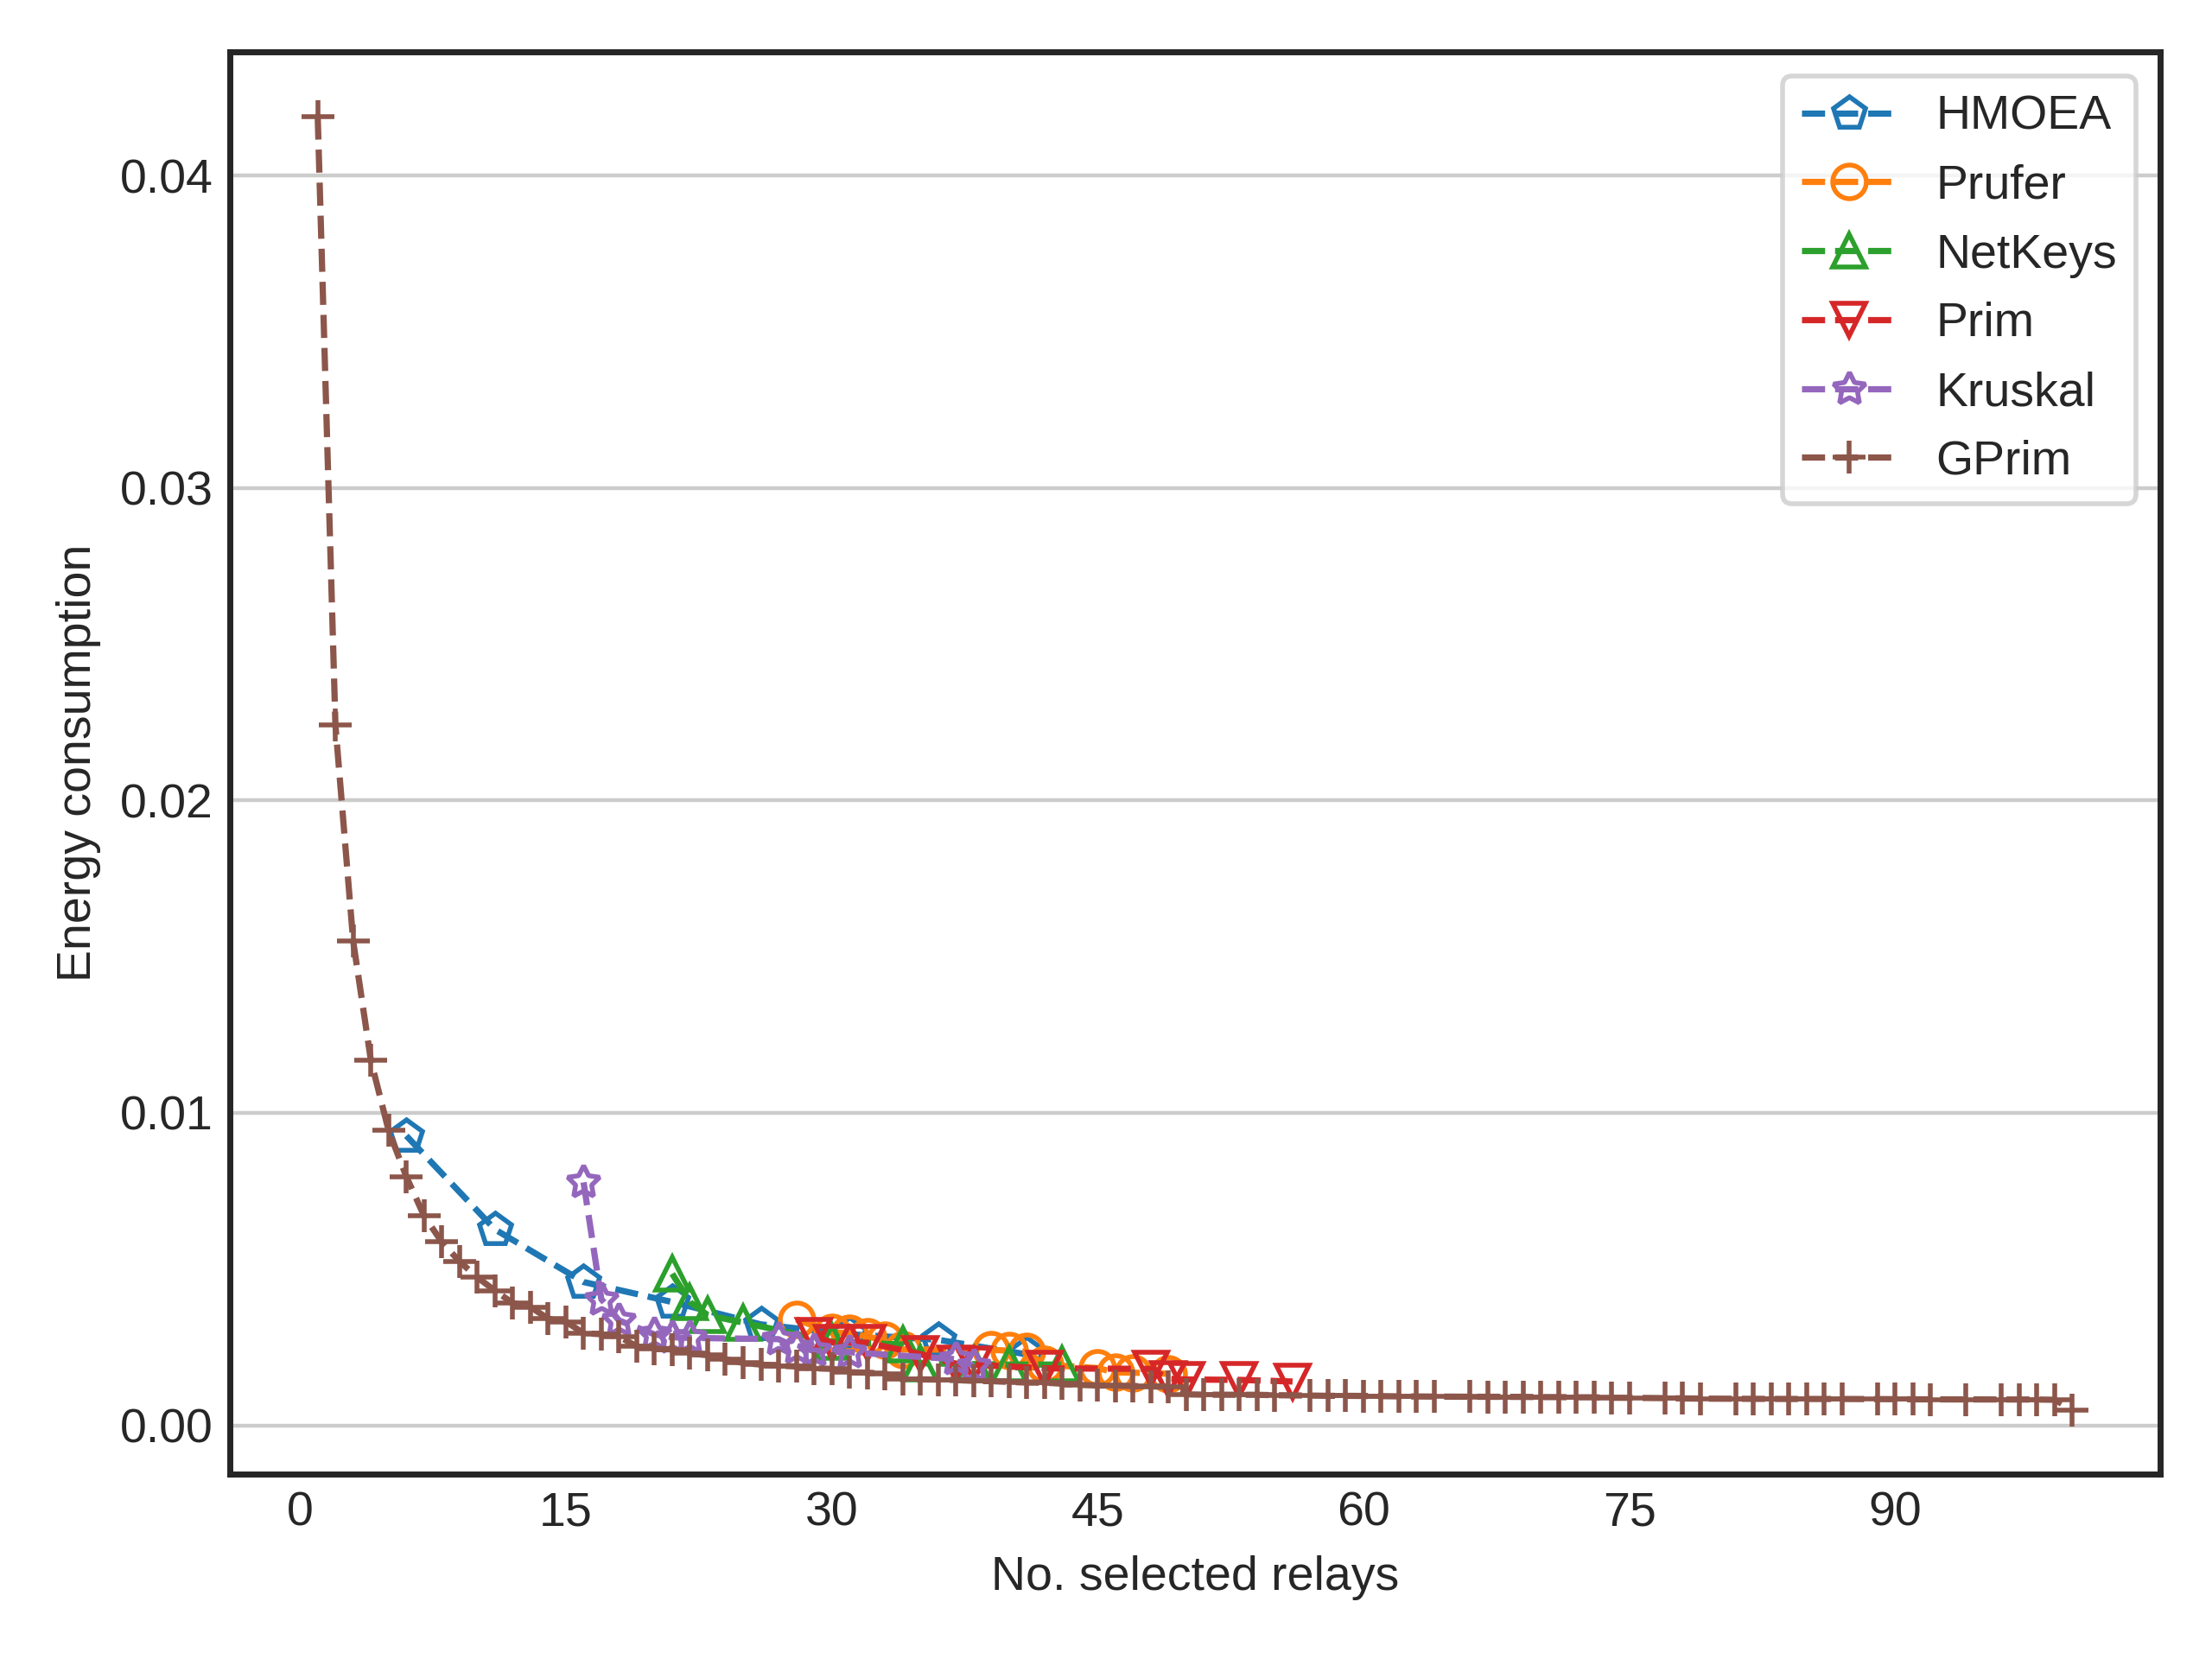 HMOEA
Prufer
NetKeys
Prim
Kruskal
GPrim
0.04
0.03
0.02
0.01
0.00
Energy consumption
0 15 30 45 60 75 90
No. selected relays